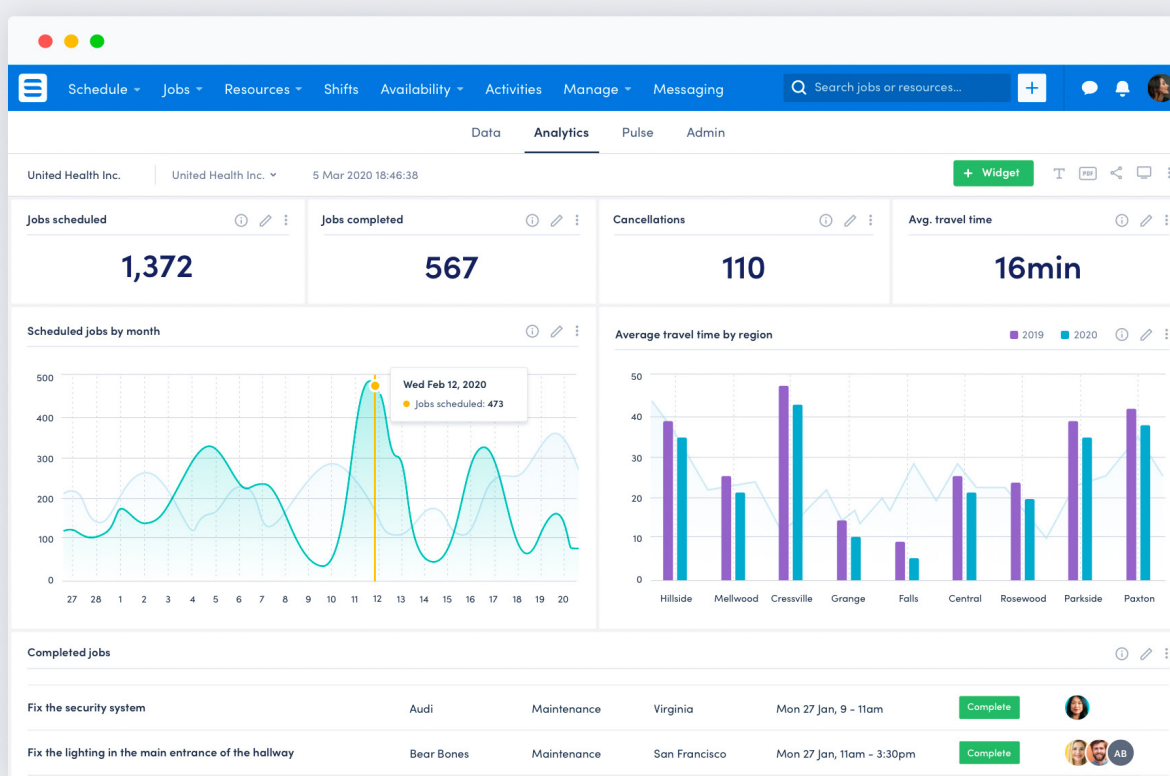 Schedule Jobs Resources Shifts Availability Activities Manage Messaging Search jobs or resources... +
Data Analytics Pulse Admin
United Health Inc. United Health Inc. 5 Mar 2020 18:46:38 + Widget T PDF
Jobs scheduled
1,372
Jobs completed
567
Cancellations
110
Avg. travel time
16min
Scheduled jobs by month
Wed Feb 12, 2020
Jobs scheduled: 473
500
400
300
200
100
0
27 28 1 2 3 4 5 6 7 8 9 10 11 12 13 14 15 16 17 18 19 20
Average travel time by region
2019 2020
50
40
30
20
10
0
Hillside Mellwood Cressville Grange Falls Central Rosewood Parkside Paxton
Completed jobs
Fix the security system Audi Maintenance Virginia Mon 27 Jan, 9 - 11am Complete
Fix the lighting in the main entrance of the hallway Bear Bones Maintenance San Francisco Mon 27 Jan, 11am - 3:30pm Complete AB